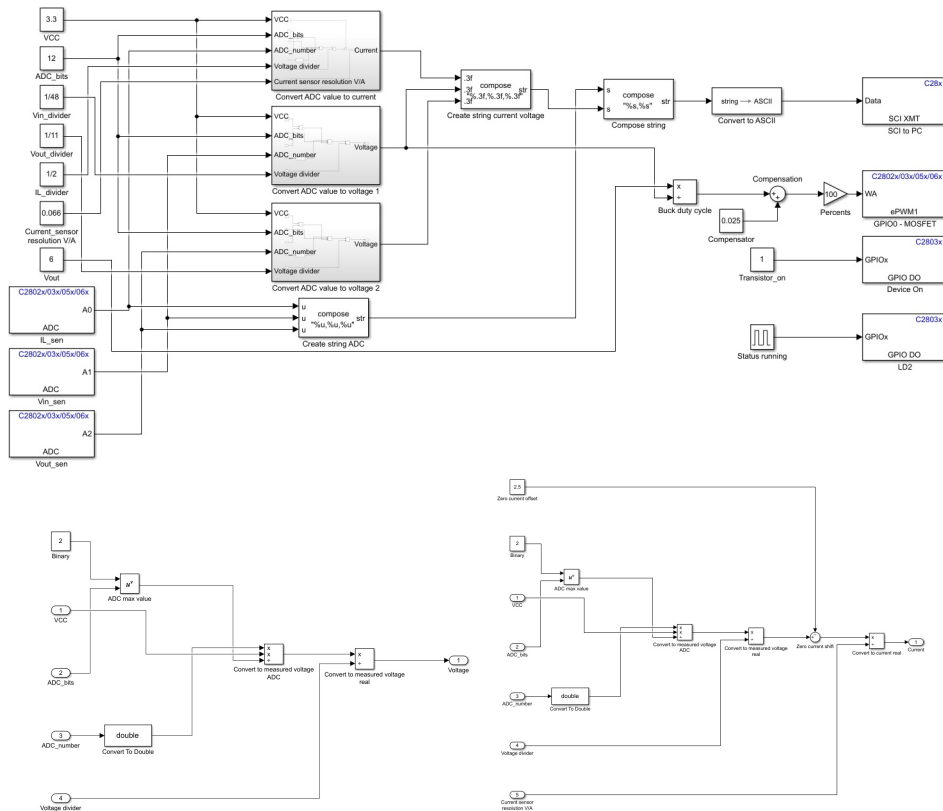 3.3
VCC
12
ADC_bits
1/48
Vin_divider
1/11
Vout_divider
1/2
IL_divider
0.066
Current_sensor
resolution V/A
6
Vout
C2802x/03x/05x/06x
A0
ADC
IL_sen
C2802x/03x/05x/06x
A1
ADC
Vin_sen
C2802x/03x/05x/06x
A2
ADC
Vout_sen
VCC
ADC_bits
ADC_number
Voltage divider
Current sensor resolution V/A
Current
Convert ADC value to current
VCC
ADC_bits
ADC_number
Voltage divider
Voltage
Convert ADC value to voltage 1
VCC
ADC_bits
ADC_number
Voltage divider
Voltage
Convert ADC value to voltage 2
u
u
u
compose
"%u,%u,%u"
str
Create string ADC
.3f
.3f
.3f
compose
"%.3f,%.3f,%.3f"
str
Create string current voltage
s
s
compose
"%s,%s"
str
Compose string
string → ASCII
Convert to ASCII
C28x
Data
SCI XMT
SCI to PC
×
÷
Buck duty cycle
Compensation
+
+
0.025
Compensator
100
Percents
C2802x/03x/05x/06x
WA
ePWM1
GPIO0 - MOSFET
1
Transistor_on
C2803x
GPIOx
GPIO DO
Device On
Status running
C2803x
GPIOx
GPIO DO
LD2
2
Binary
u^v
ADC max value
1
VCC
2
ADC_bits
3
ADC_number
double
Convert To Double
4
Voltage divider
×
×
÷
Convert to measured voltage
ADC
×
÷
Convert to measured voltage
real
1
Voltage
2.5
Zero current offset
2
Binary
u^v
ADC max value
1
VCC
2
ADC_bits
3
ADC_number
double
Convert To Double
4
Voltage divider
5
Current sensor
resolution V/A
×
×
÷
Convert to measured voltage
ADC
×
÷
Convert to measured voltage
real
Zero current shift
×
÷
Convert to current real
1
Current